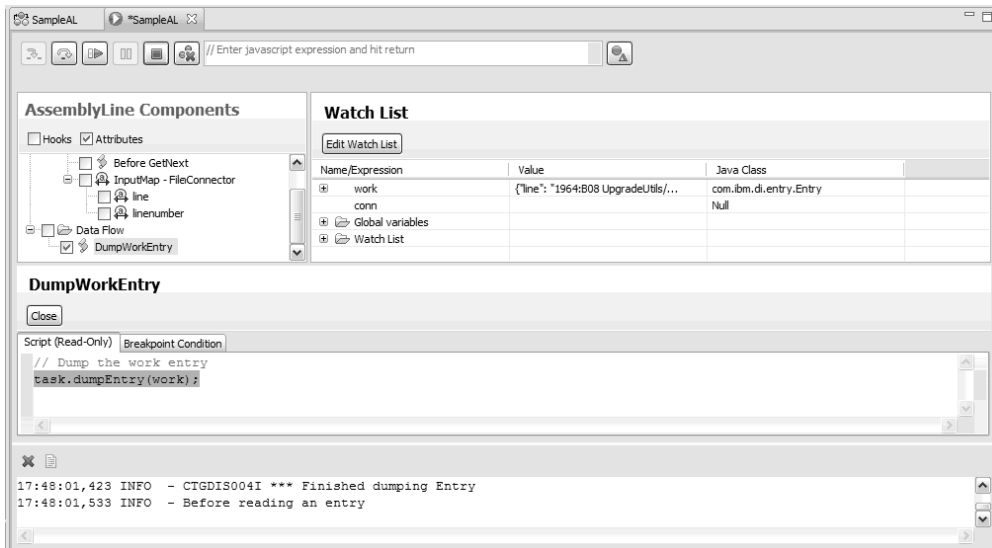 SampleAL *SampleAL
// Enter javascript expression and hit return
AssemblyLine Components
Hooks Attributes
Before GetNext
InputMap - FileConnector
line
linenumber
Data Flow
DumpWorkEntry
Watch List
Edit Watch List
Name/Expression Value Java Class
work {"line": "1964:B08 UpgradeUtils/... com.ibm.di.entry.Entry
conn Null
Global variables
Watch List
DumpWorkEntry
Close
Script (Read-Only) Breakpoint Condition
// Dump the work entry
task.dumpEntry(work);
17:48:01,423 INFO - CTGDIS004I *** Finished dumping Entry
17:48:01,533 INFO - Before reading an entry